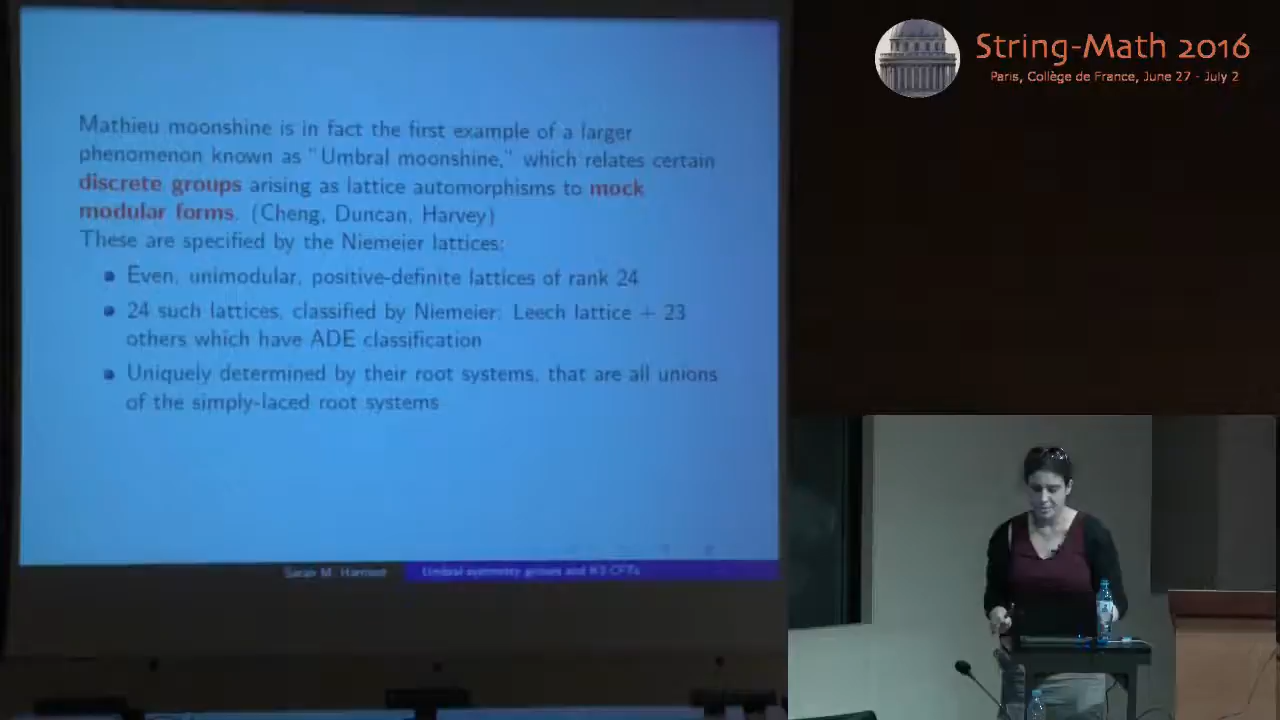 String-Math 2016
Paris, Collège de France, June 27 - July 2
Mathieu moonshine is in fact the first example of a larger
phenomenon known as "Umbral moonshine," which relates certain
discrete groups arising as lattice automorphisms to mock
modular forms. (Cheng, Duncan, Harvey)
These are specified by the Niemeier lattices:
Even, unimodular, positive-definite lattices of rank 24
24 such lattices, classified by Niemeier: Leech lattice + 23
others which have ADE classification
Uniquely determined by their root systems, that are all unions
of the simply-laced root systems
Sarah M. Harrison
Umbral symmetry groups and K3 CFTs